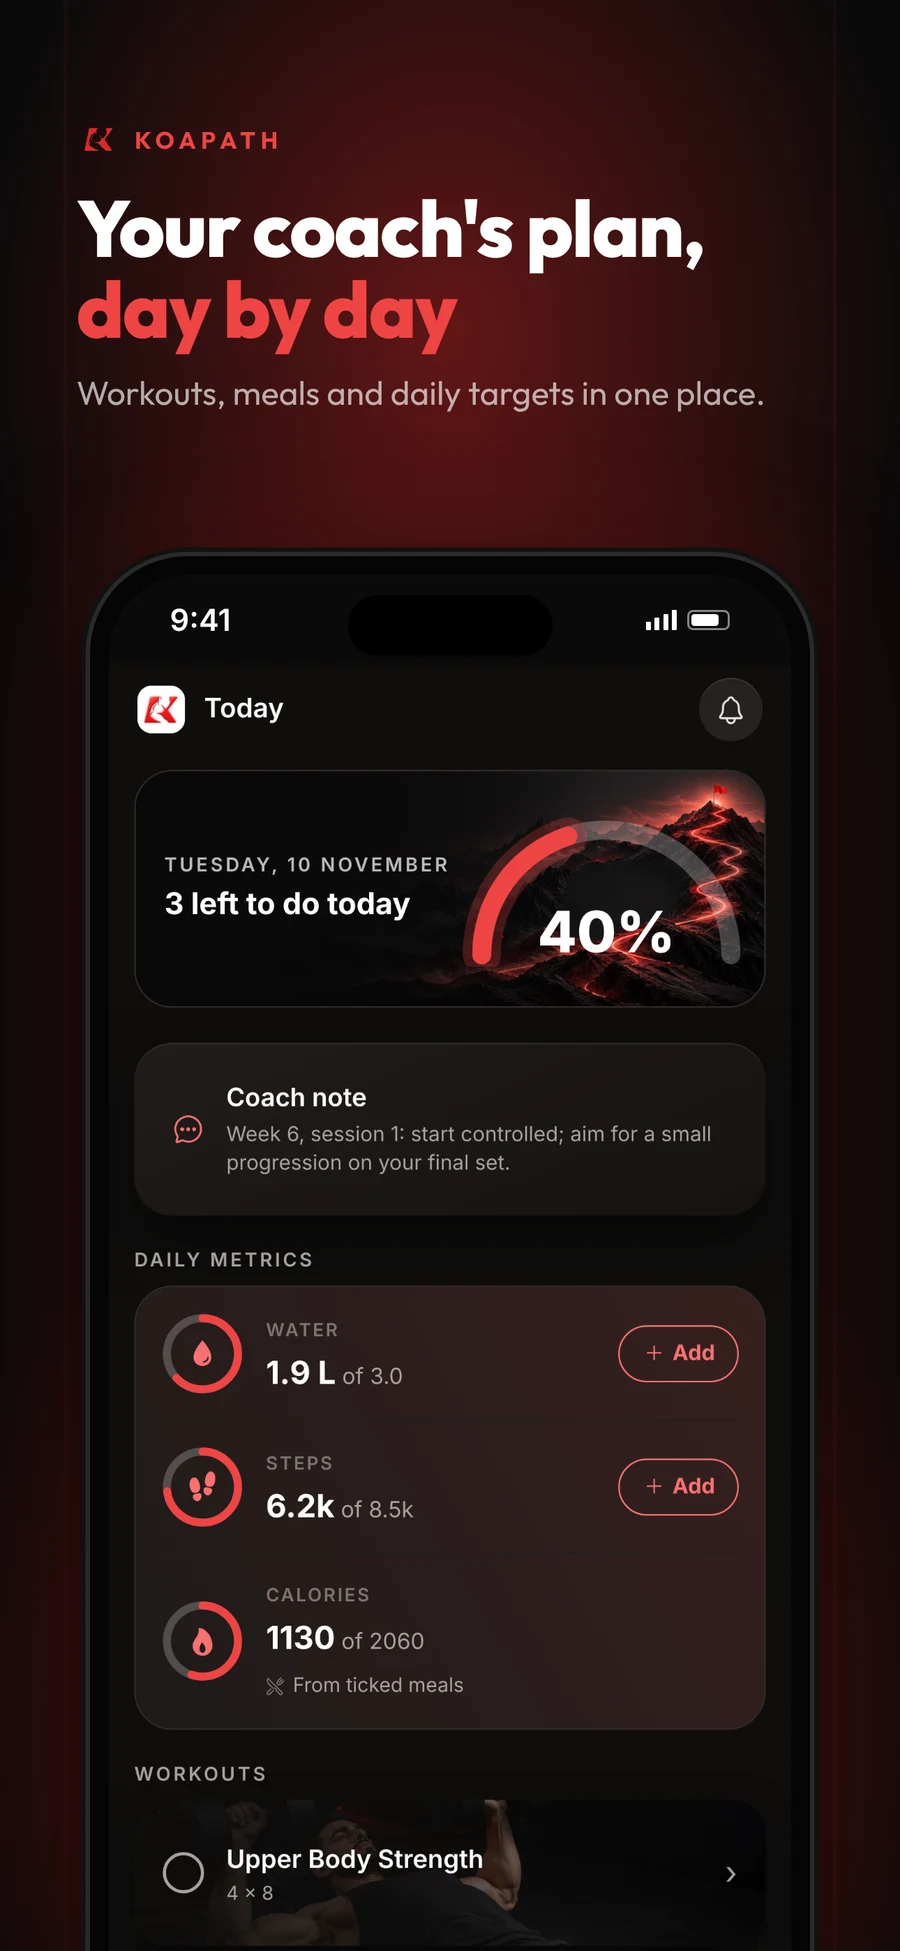 KOAPATH
Your coach's plan,
day by day
Workouts, meals and daily targets in one place.
9:41
Today
TUESDAY, 10 NOVEMBER
3 left to do today
40%
Coach note
Week 6, session 1: start controlled; aim for a small
progression on your final set.
DAILY METRICS
WATER
1.9 L of 3.0
+ Add
STEPS
6.2k of 8.5k
+ Add
CALORIES
1130 of 2060
From ticked meals
WORKOUTS
Upper Body Strength
4 × 8